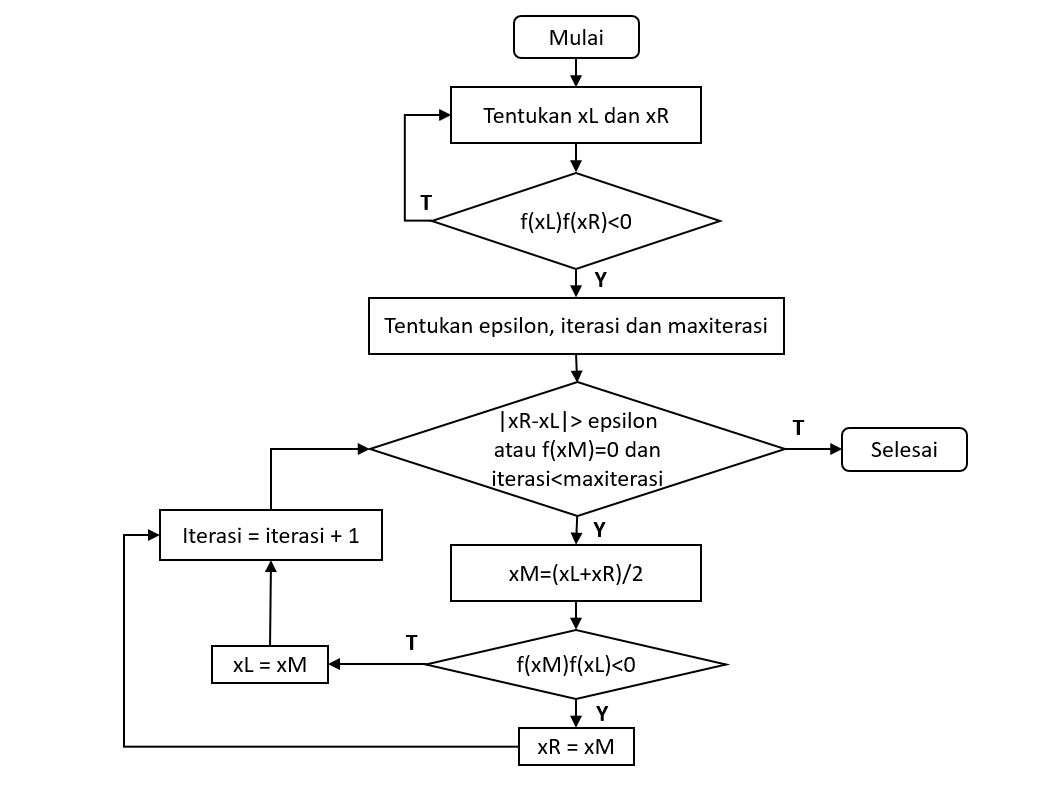 Mulai
Tentukan xL dan xR
T
f(xL)f(xR)<0
Y
Tentukan epsilon, iterasi dan maxiterasi
|xR-xL|> epsilon
atau f(xM)=0 dan
iterasi<maxiterasi
T
Selesai
Y
Iterasi = iterasi + 1
xM=(xL+xR)/2
T
f(xM)f(xL)<0
xL = xM
Y
xR = xM